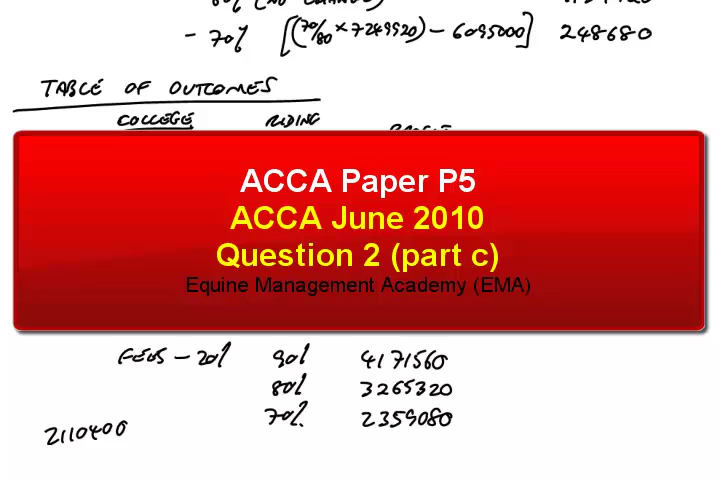 - 70% [(70/80 × 7249920) - 6095000] 248680
TABLE OF OUTCOMES
COLLEGE RIDING
ACCA Paper P5
ACCA June 2010
Question 2 (part c)
Equine Management Academy (EMA)
FEES - 20% 90% 4171560
80% 3265320
70% 2359080
2110400